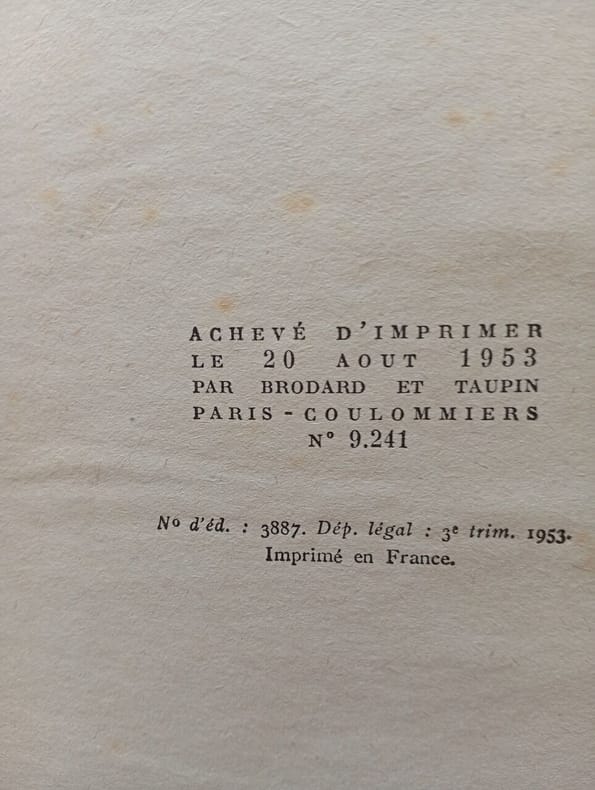 ACHEVÉ D'IMPRIMER
LE 20 AOUT 1953
PAR BRODARD ET TAUPIN
PARIS-COULOMMIERS
N° 9.241
N° d'éd. : 3887. Dép. légal : 3e trim. 1953.
Imprimé en France.